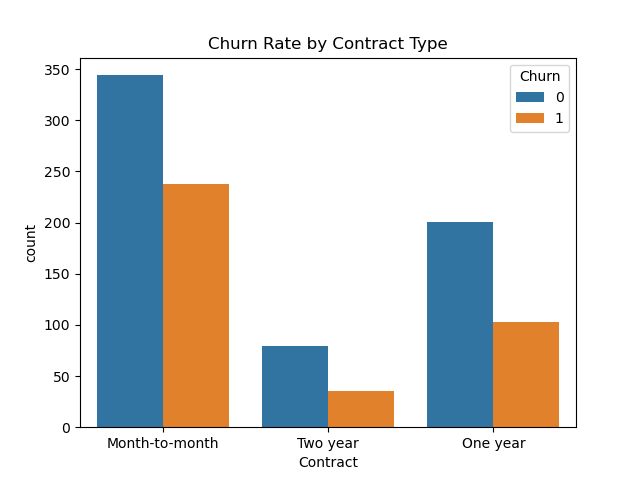 Churn Rate by Contract Type
Churn
0
1
350
300
250
200
150
100
50
0
count
Month-to-month
Two year
One year
Contract